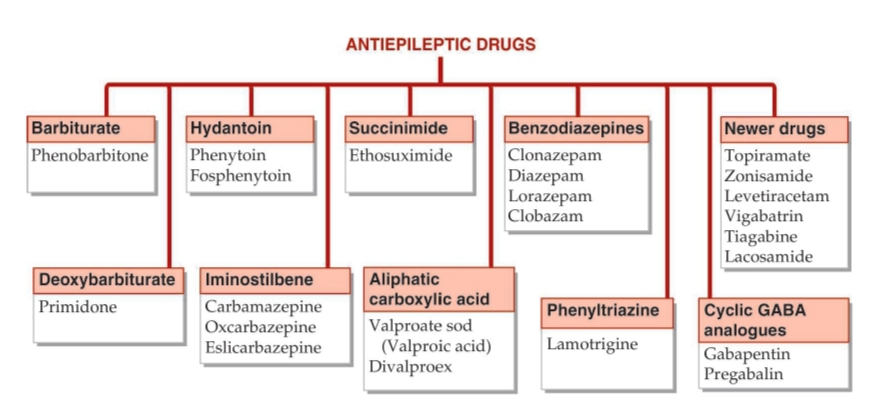 ANTIEPILEPTIC DRUGS
Barbiturate
Phenobarbitone
Hydantoin
Phenytoin
Fosphenytoin
Succinimide
Ethosuximide
Benzodiazepines
Clonazepam
Diazepam
Lorazepam
Clobazam
Newer drugs
Topiramate
Zonisamide
Levetiracetam
Vigabatrin
Tiagabine
Lacosamide
Deoxybarbiturate
Primidone
Iminostilbene
Carbamazepine
Oxcarbazepine
Eslicarbazepine
Aliphatic
carboxylic acid
Valproate sod
(Valproic acid)
Divalproex
Phenyltriazine
Lamotrigine
Cyclic GABA
analogues
Gabapentin
Pregabalin